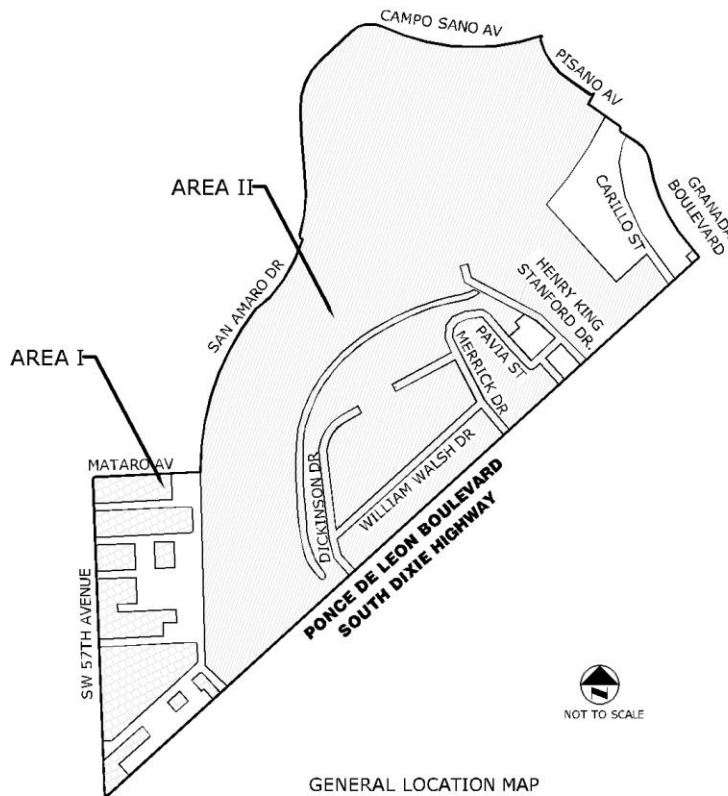 CAMPO SANO AV
PISANO AV
AREA II
GRANADA
BOULEVARD
CARILLO ST
SAN AMARO DR
HENRY KING
STANFORD DR.
AREA I
PAVIA ST
MERRICK DR
MATARO AV
WILLIAM WALSH DR
DICKINSON DR
PONCE DE LEON BOULEVARD
SOUTH DIXIE HIGHWAY
SW 57TH AVENUE
N
NOT TO SCALE
GENERAL LOCATION MAP